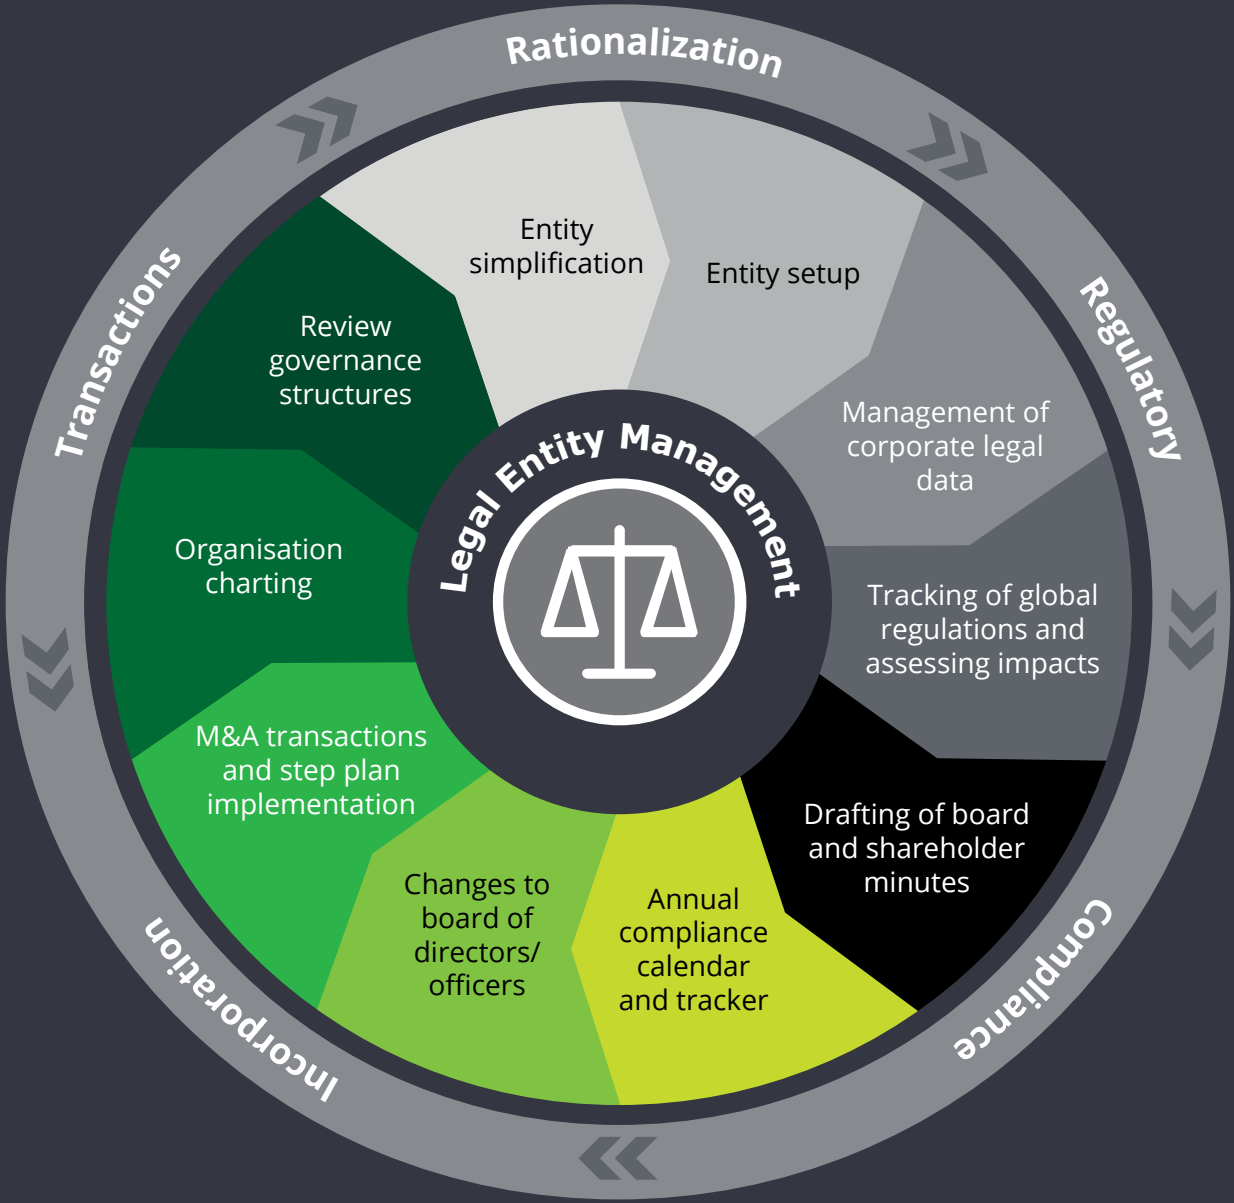 Rationalization
Regulatory
Compliance
Incorporation
Transactions
Entity
simplification
Entity setup
Management of
corporate legal
data
Tracking of global
regulations and
assessing impacts
Drafting of board
and shareholder
minutes
Annual
compliance
calendar
and tracker
Changes to
board of
directors/
officers
M&A transactions
and step plan
implementation
Organisation
charting
Review
governance
structures
Legal Entity Management